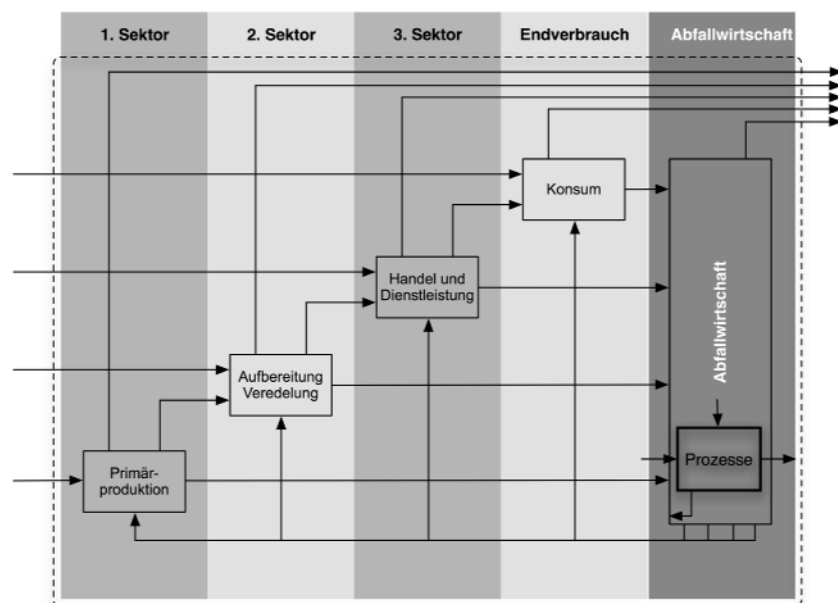 1. Sektor
2. Sektor
3. Sektor
Endverbrauch
Abfallwirtschaft
Konsum
Handel und
Dienstleistung
Abfallwirtschaft
Aufbereitung
Veredelung
Prozesse
Primär-
produktion